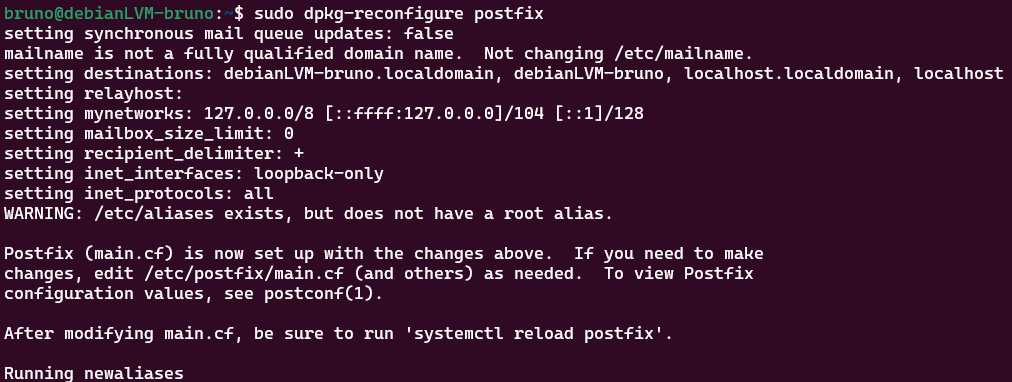 bruno@debianLVM-bruno:~$ sudo dpkg-reconfigure postfix
setting synchronous mail queue updates: false
mailname is not a fully qualified domain name.  Not changing /etc/mailname.
setting destinations: debianLVM-bruno.localdomain, debianLVM-bruno, localhost.localdomain, localhost
setting relayhost:
setting mynetworks: 127.0.0.0/8 [::ffff:127.0.0.0]/104 [::1]/128
setting mailbox_size_limit: 0
setting recipient_delimiter: +
setting inet_interfaces: loopback-only
setting inet_protocols: all
WARNING: /etc/aliases exists, but does not have a root alias.

Postfix (main.cf) is now set up with the changes above.  If you need to make
changes, edit /etc/postfix/main.cf (and others) as needed.  To view Postfix
configuration values, see postconf(1).

After modifying main.cf, be sure to run 'systemctl reload postfix'.

Running newaliases